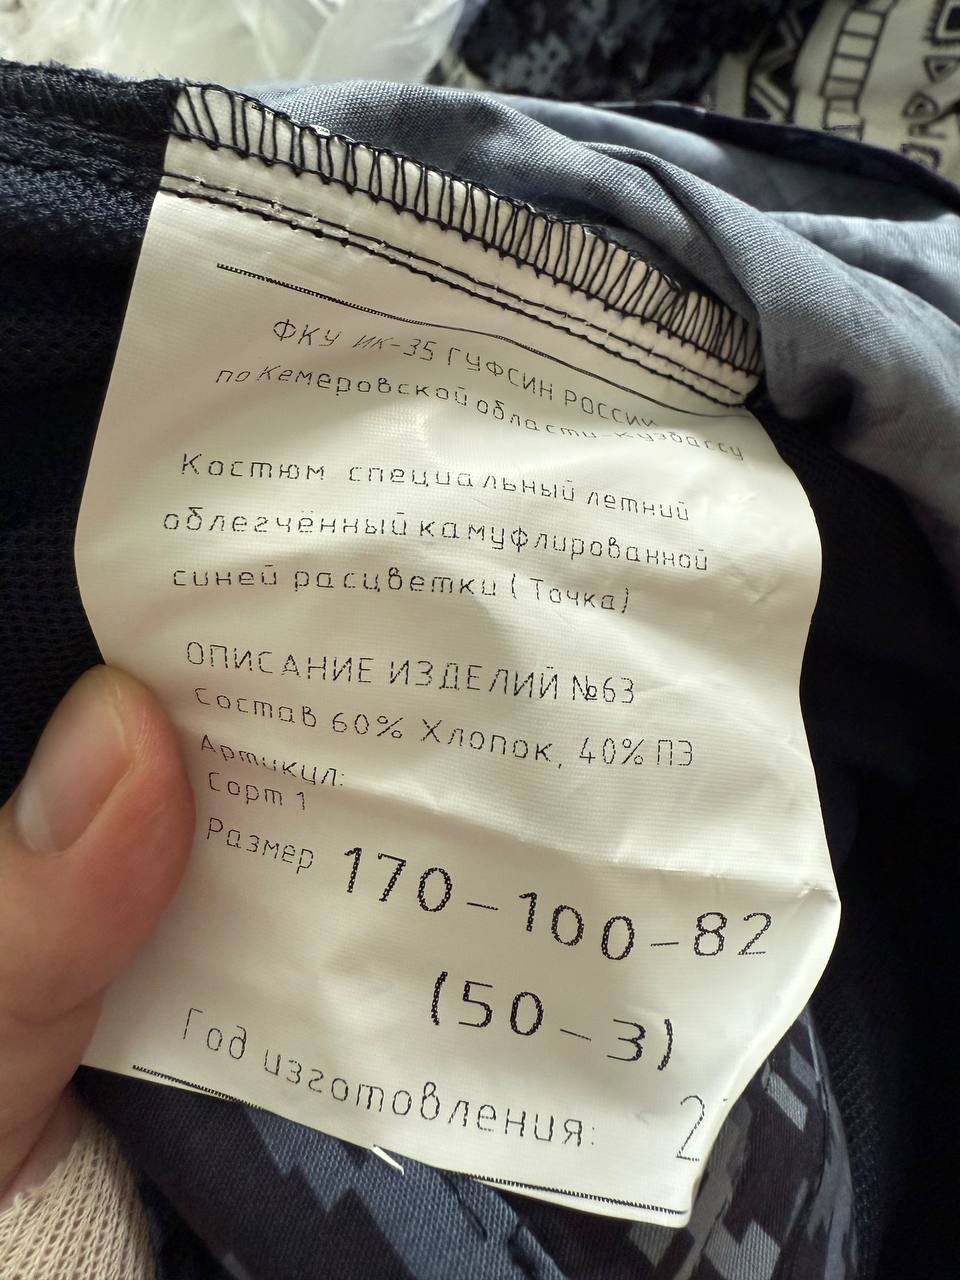 ФКУ ИК-35 ГУФСИН РОССИИ
по Кемеровской области-Кузбассу
Костюм специальный летний
облегчённый камуфлированной
синей расцветки (Точка)
ОПИСАНИЕ ИЗДЕЛИЙ №63
Состав 60% Хлопок, 40% ПЭ
Артикул:
Сорт 1
Размер 170-100-82
(50-3)
Год изготовления: 2